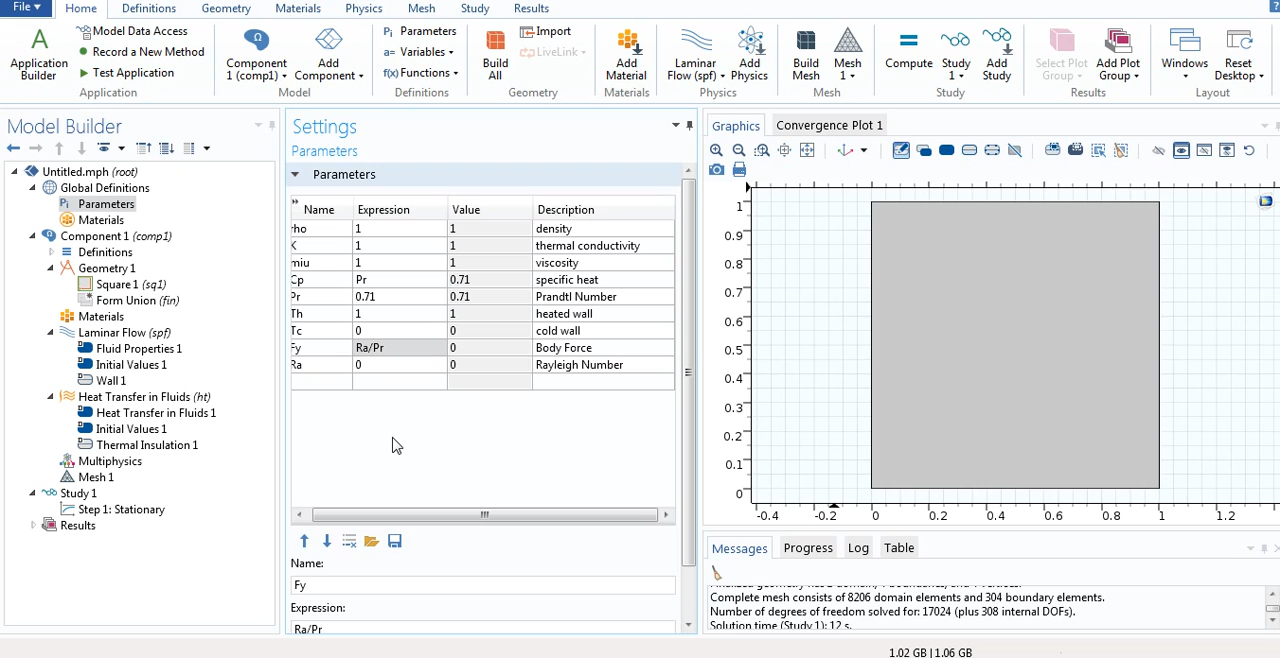 File
Home
Definitions
Geometry
Materials
Physics
Mesh
Study
Results
?
Application Builder
Model Data Access
Record a New Method
Test Application
Application
Component 1 (comp1)
Add Component
Model
Pi Parameters
a= Variables
f(x) Functions
Definitions
Build All
Import
LiveLink
Geometry
Add Material
Materials
Laminar Flow (spf)
Add Physics
Physics
Build Mesh
Mesh 1
Mesh
Compute
Study 1
Add Study
Study
Select Plot Group
Add Plot Group
Results
Windows
Reset Desktop
Layout
Model Builder
Untitled.mph (root)
Global Definitions
Pi Parameters
Materials
Component 1 (comp1)
Definitions
Geometry 1
Square 1 (sq1)
Form Union (fin)
Materials
Laminar Flow (spf)
Fluid Properties 1
Initial Values 1
Wall 1
Heat Transfer in Fluids (ht)
Heat Transfer in Fluids 1
Initial Values 1
Thermal Insulation 1
Multiphysics
Mesh 1
Study 1
Step 1: Stationary
Results
Settings
Parameters
Parameters
Name Expression Value Description
rho 1 1 density
K 1 1 thermal conductivity
miu 1 1 viscosity
Cp Pr 0.71 specific heat
Pr 0.71 0.71 Prandtl Number
Th 1 1 heated wall
Tc 0 0 cold wall
Fy Ra/Pr 0 Body Force
Ra 0 0 Rayleigh Number
Name:
Fy
Expression:
Ra/Pr
Graphics
Convergence Plot 1
1
0.9
0.8
0.7
0.6
0.5
0.4
0.3
0.2
0.1
0
-0.4 -0.2 0 0.2 0.4 0.6 0.8 1 1.2
Messages
Progress
Log
Table
Complete mesh consists of 8206 domain elements and 304 boundary elements.
Number of degrees of freedom solved for: 17024 (plus 308 internal DOFs).
Solution time (Study 1): 12 s.
1.02 GB | 1.06 GB